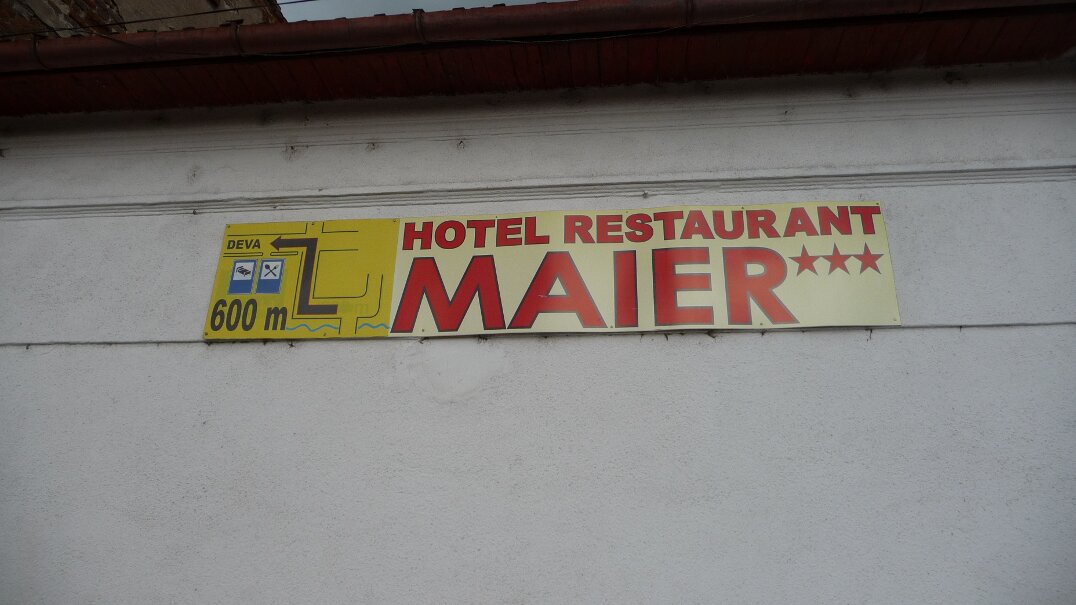 DEVA
600 m
HOTEL RESTAURANT
MAIER